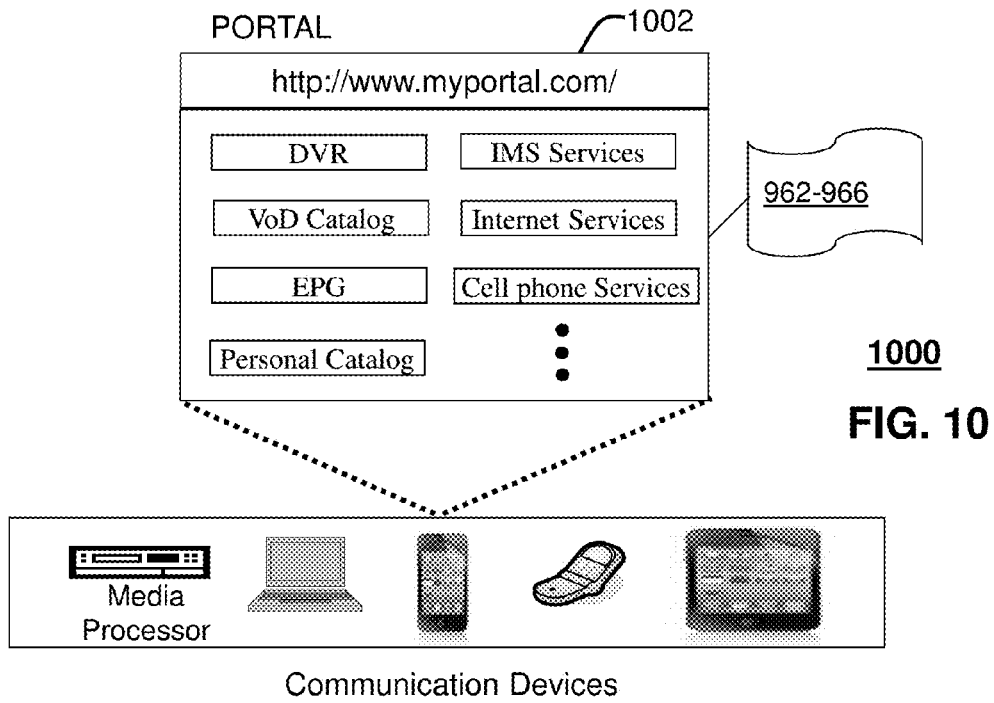 PORTAL
1002
http://www.myportal.com/
DVR
IMS Services
VoD Catalog
Internet Services
EPG
Cell phone Services
Personal Catalog
962-966
1000
FIG. 10
Media
Processor
Communication Devices